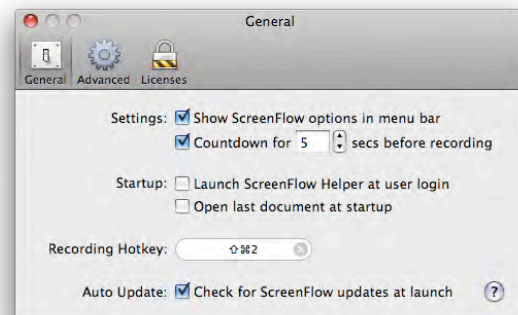 General
General Advanced Licenses
Settings: Show ScreenFlow options in menu bar
Countdown for 5 secs before recording
Startup: Launch ScreenFlow Helper at user login
Open last document at startup
Recording Hotkey: ⇧⌘2
Auto Update: Check for ScreenFlow updates at launch ?